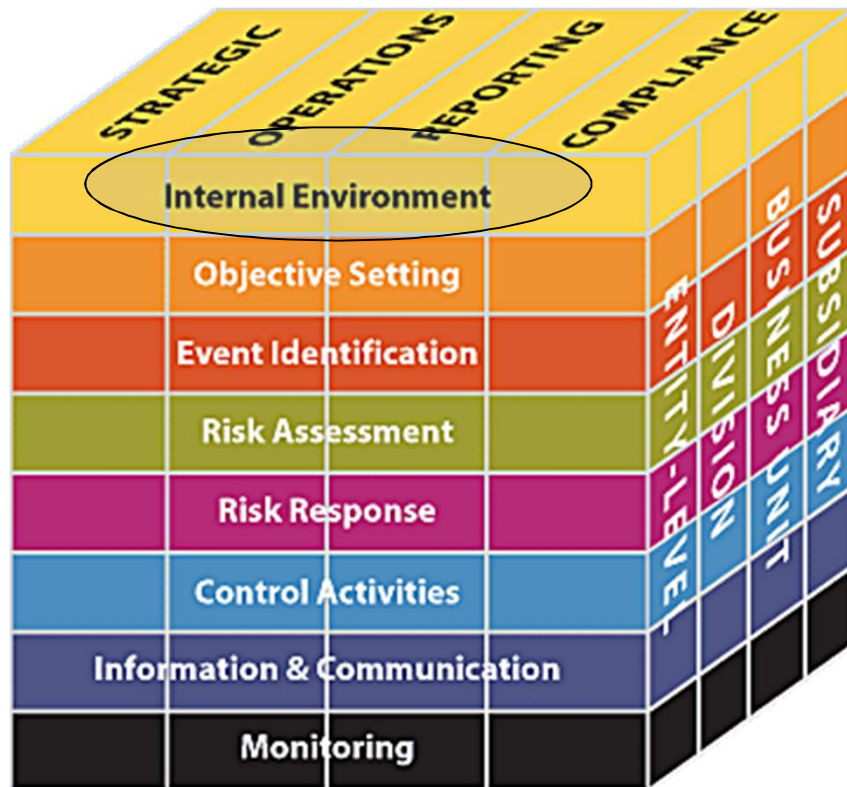 STRATEGIC
OPERATIONS
REPORTING
COMPLIANCE
Internal Environment
Objective Setting
Event Identification
Risk Assessment
Risk Response
Control Activities
Information & Communication
Monitoring
ENTITY-LEVEL
DIVISION
BUSINESS UNIT
SUBSIDIARY